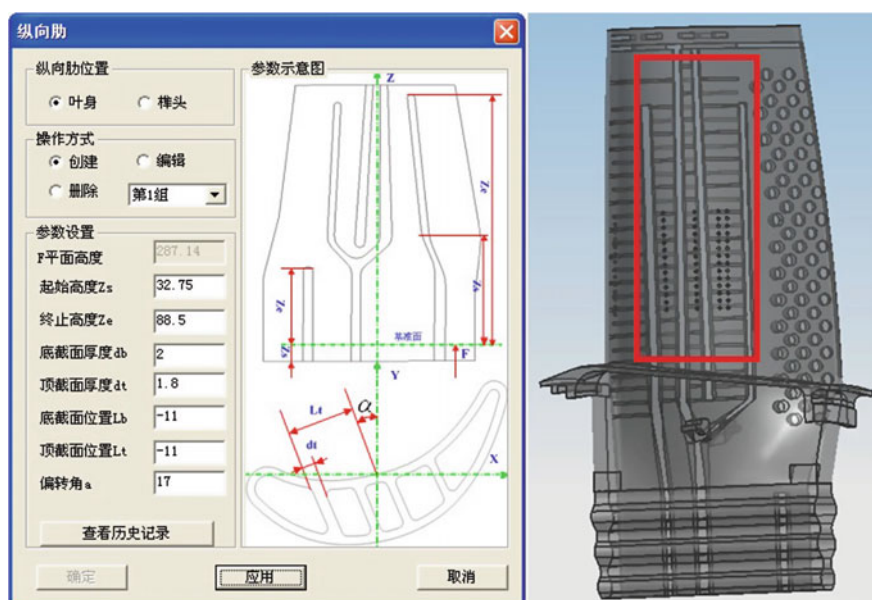 纵向肋
纵向肋位置
叶身 榫头
操作方式
创建 编辑
删除 第1组
参数设置
F平面高度 287.14
起始高度Zs 32.75
终止高度Ze 88.5
底截面厚度db 2
顶截面厚度dt 1.8
底截面位置Lb -11
顶截面位置Lt -11
偏转角a 17
查看历史记录
确定 应用 取消
参数示意图
Z
Ze
Ze
Zs
基准面
Zs
F
Y
Lt
α
dt
X